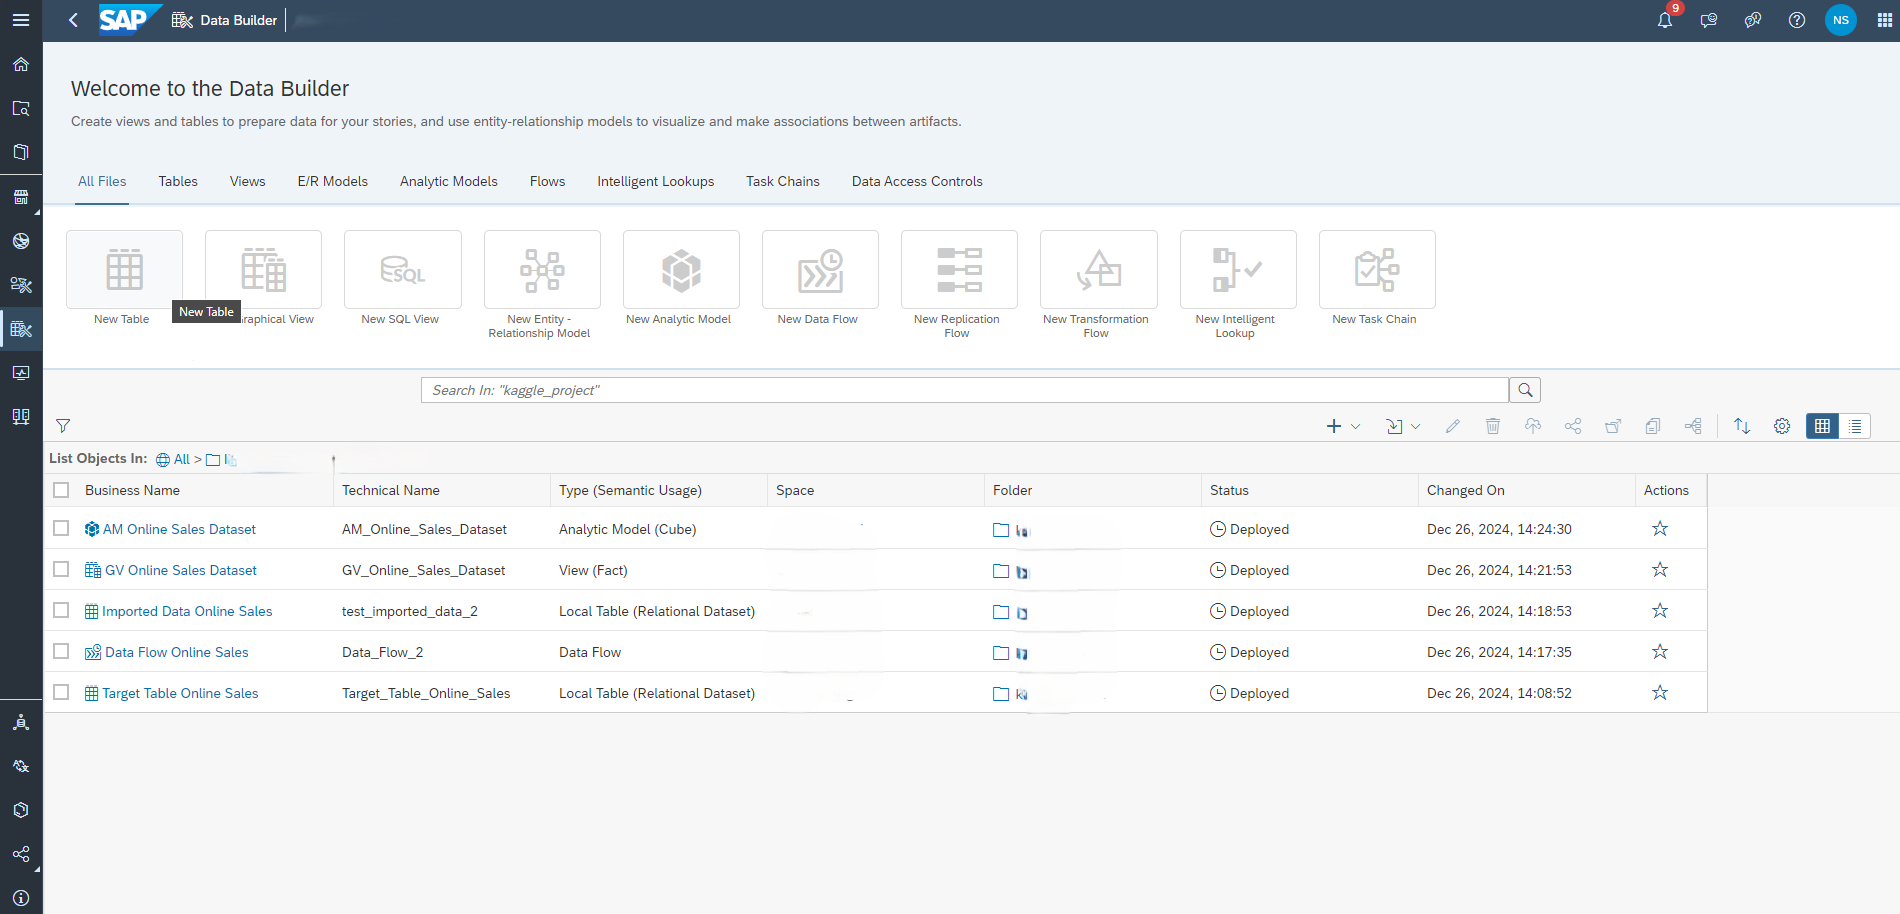 SAP Data Builder
9
NS
Welcome to the Data Builder
Create views and tables to prepare data for your stories, and use entity-relationship models to visualize and make associations between artifacts.
All Files Tables Views E/R Models Analytic Models Flows Intelligent Lookups Task Chains Data Access Controls
SQL
New Table raphical View New SQL View New Entity - New Analytic Model New Data Flow New Replication New Transformation New Intelligent New Task Chain
Relationship Model Flow Flow Lookup
New Table
Search In: "kaggle_project"
List Objects In: All >
Business Name Technical Name Type (Semantic Usage) Space Folder Status Changed On Actions
AM Online Sales Dataset AM_Online_Sales_Dataset Analytic Model (Cube) Deployed Dec 26, 2024, 14:24:30
GV Online Sales Dataset GV_Online_Sales_Dataset View (Fact) Deployed Dec 26, 2024, 14:21:53
Imported Data Online Sales test_imported_data_2 Local Table (Relational Dataset) Deployed Dec 26, 2024, 14:18:53
Data Flow Online Sales Data_Flow_2 Data Flow Deployed Dec 26, 2024, 14:17:35
Target Table Online Sales Target_Table_Online_Sales Local Table (Relational Dataset) Deployed Dec 26, 2024, 14:08:52